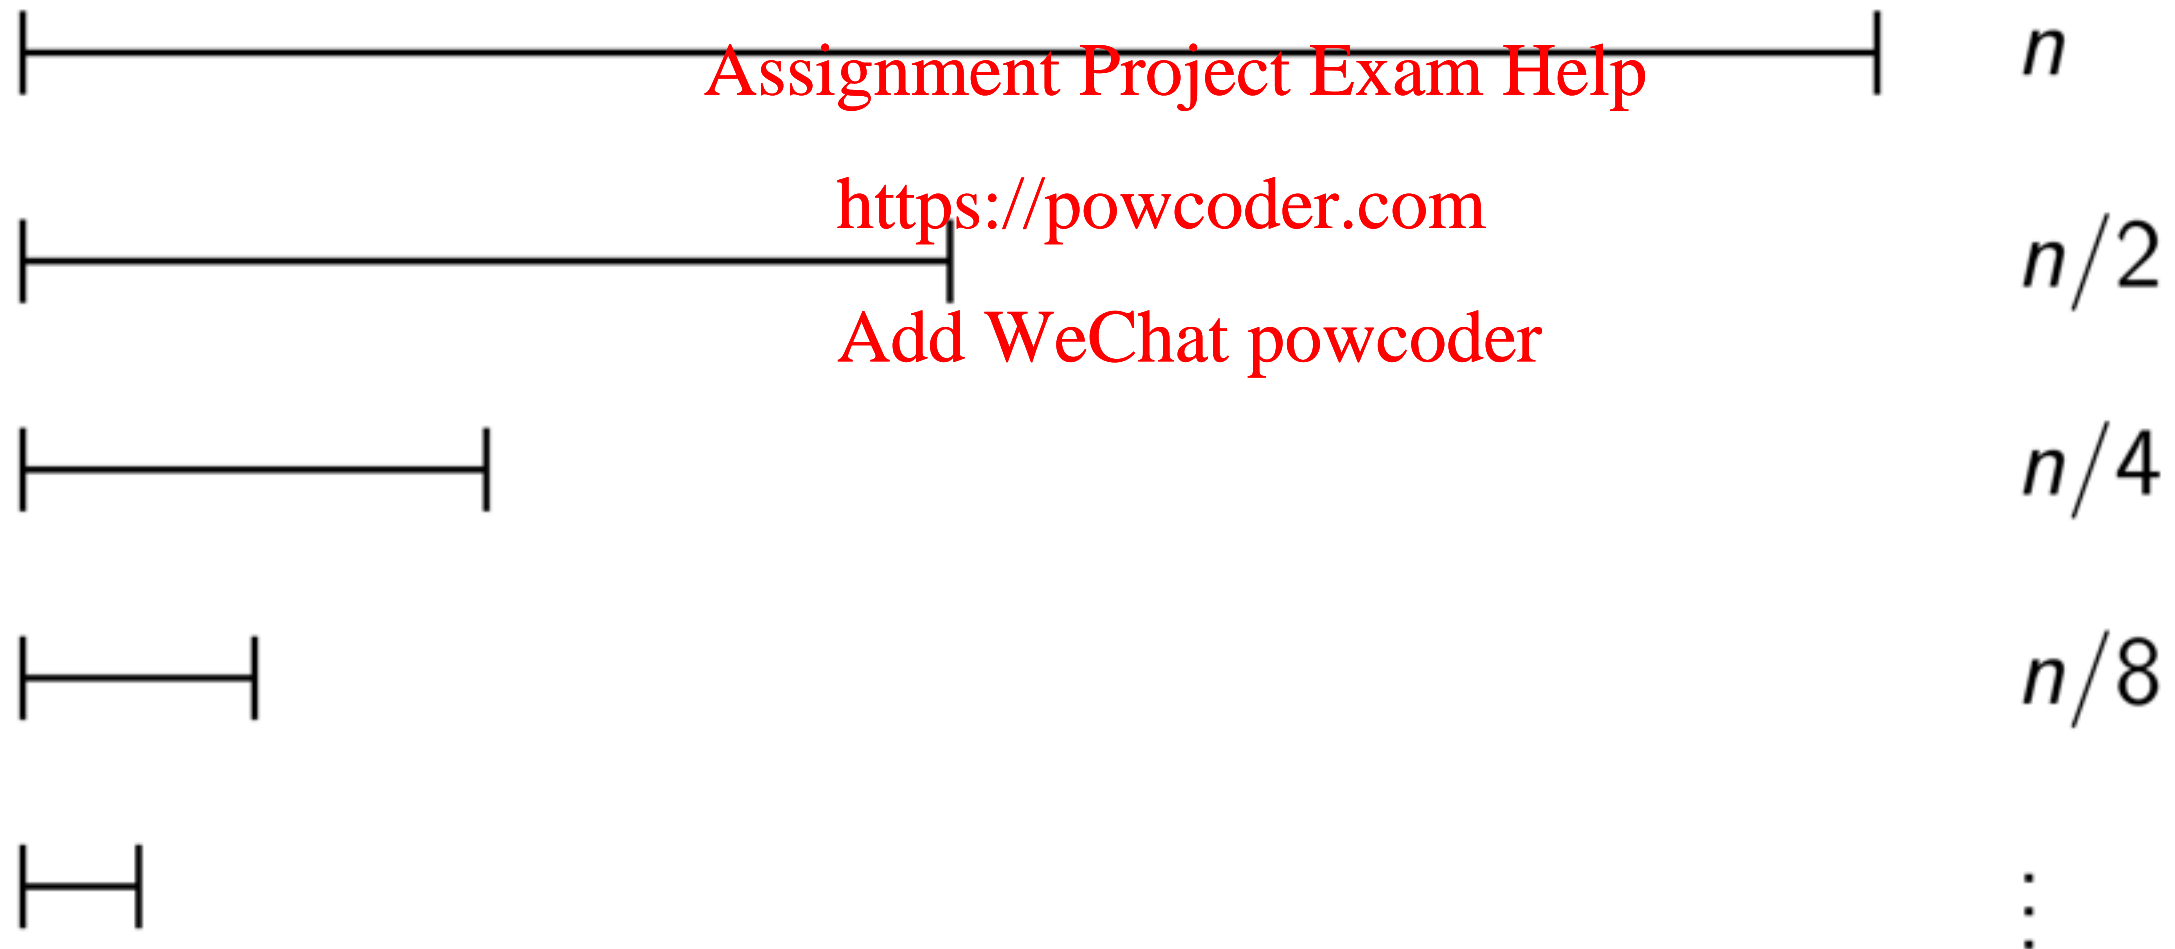 n
Assignment Project Exam Help
https://powcoder.com
n/2
Add WeChat powcoder
n/4
n/8
⋮